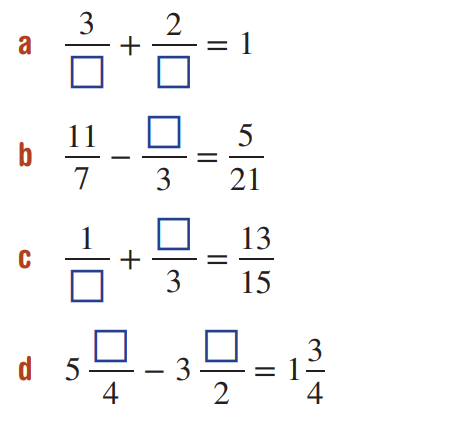 a 3/□ + 2/□ = 1
b 11/7 − □/3 = 5/21
c 1/□ + □/3 = 13/15
d 5 □/4 − 3 □/2 = 1 3/4